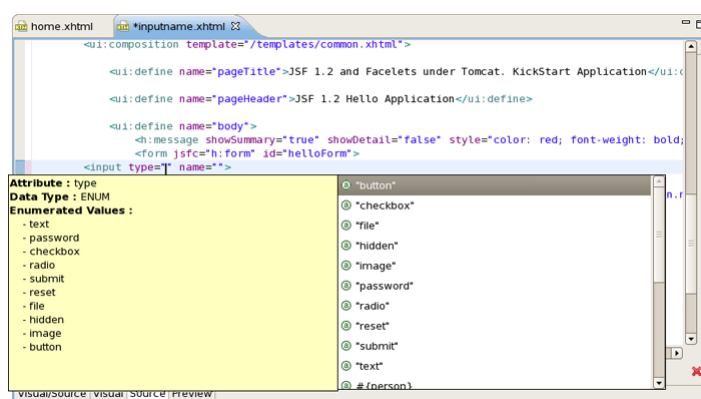 home.xhtml
*inputname.xhtml
<ui:composition template="/templates/common.xhtml">
<ui:define name="pageTitle">JSF 1.2 and Facelets under Tomcat. KickStart Application</ui:c
<ui:define name="pageHeader">JSF 1.2 Hello Application</ui:define>
<ui:define name="body">
<h:message showSummary="true" showDetail="false" style="color: red; font-weight: bold;
<form jsfc="h:form" id="helloForm">
<input type="" name="">
Attribute : type
Data Type : ENUM
Enumerated Values :
- text
- password
- checkbox
- radio
- submit
- reset
- file
- hidden
- image
- button
"button"
"checkbox"
"file"
"hidden"
"image"
"password"
"radio"
"reset"
"submit"
"text"
#{person}
n.r
Visual/Source Visual Source Preview